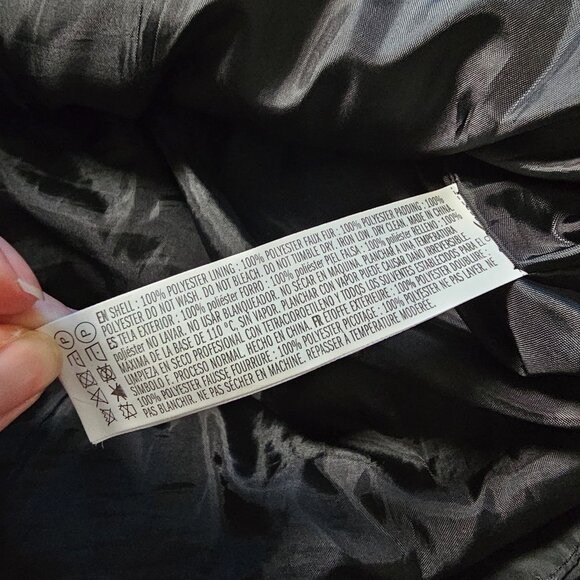 EN SHELL : 100% POLYESTER LINING : 100% POLYESTER FAUX FUR : 100% POLYESTER PADDING : 100%
POLYESTER DO NOT WASH. DO NOT BLEACH. DO NOT TUMBLE DRY. IRON LOW. DRY CLEAN. MADE IN CHINA.
ES TELA EXTERIOR : 100% poliéster FORRO : 100% poliéster PIEL FALSA : 100% poliéster RELLENO : 100%
poliéster NO LAVAR. NO USAR BLANQUEADOR. NO SECAR EN MAQUINA. PLANCHAR A UNA TEMPERATURA
MÁXIMA DE LA BASE DE 110 °C, SIN VAPOR. PLANCHAR CON VAPOR PUEDE CAUSAR DAÑO IRREVERSIBLE.
LIMPIEZA EN SECO PROFESIONAL CON TETRACLOROETILENO Y TODOS LOS SOLVENTES ESPECIFICADOS PARA EL
SIMBOLO F, PROCESO NORMAL. HECHO EN CHINA. FR ÉTOFFE EXTÉRIEURE : 100% POLYESTER DOUBLURE :
100% POLYESTER FAUSSE FOURRURE : 100% POLYESTER PIQUAGE : 100% POLYESTER NE PAS LAVER. NE
PAS BLANCHIR. NE PAS SÉCHER EN MACHINE. REPASSER À TEMPÉRATURE MODÉRÉE.
P P